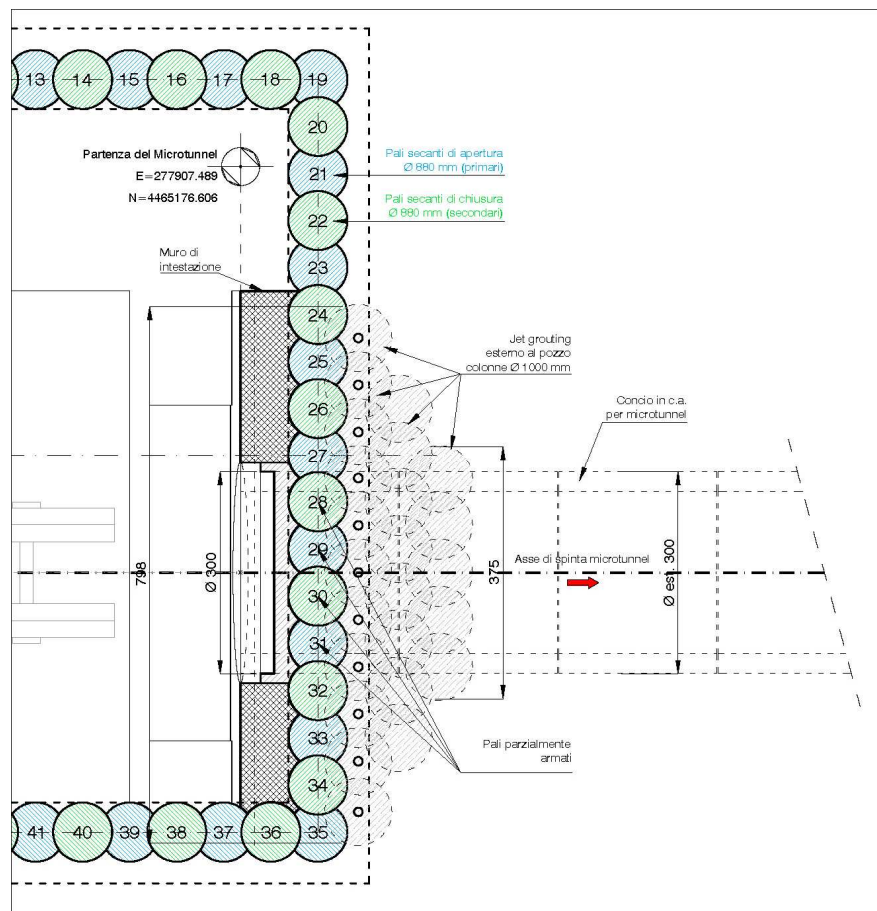 13 14 15 16 17 18 19
20
Partenza del Microtunnel
E=277907.489
N=4465176.606
Pali secanti di apertura
Ø 880 mm (primari)
21
Pali secanti di chiusura
Ø 880 mm (secondari)
22
Muro di
intestazione
23
24
Jet grouting
esterno al pozzo
colonne Ø 1000 mm
25
26
Concio in c.a.
per microtunnel
27
28
29
Asse di spinta microtunnel
798
Ø 300
375
Ø est. 300
30
31
32
33
Pali parzialmente
armati
34
41 40 39 38 37 36 35